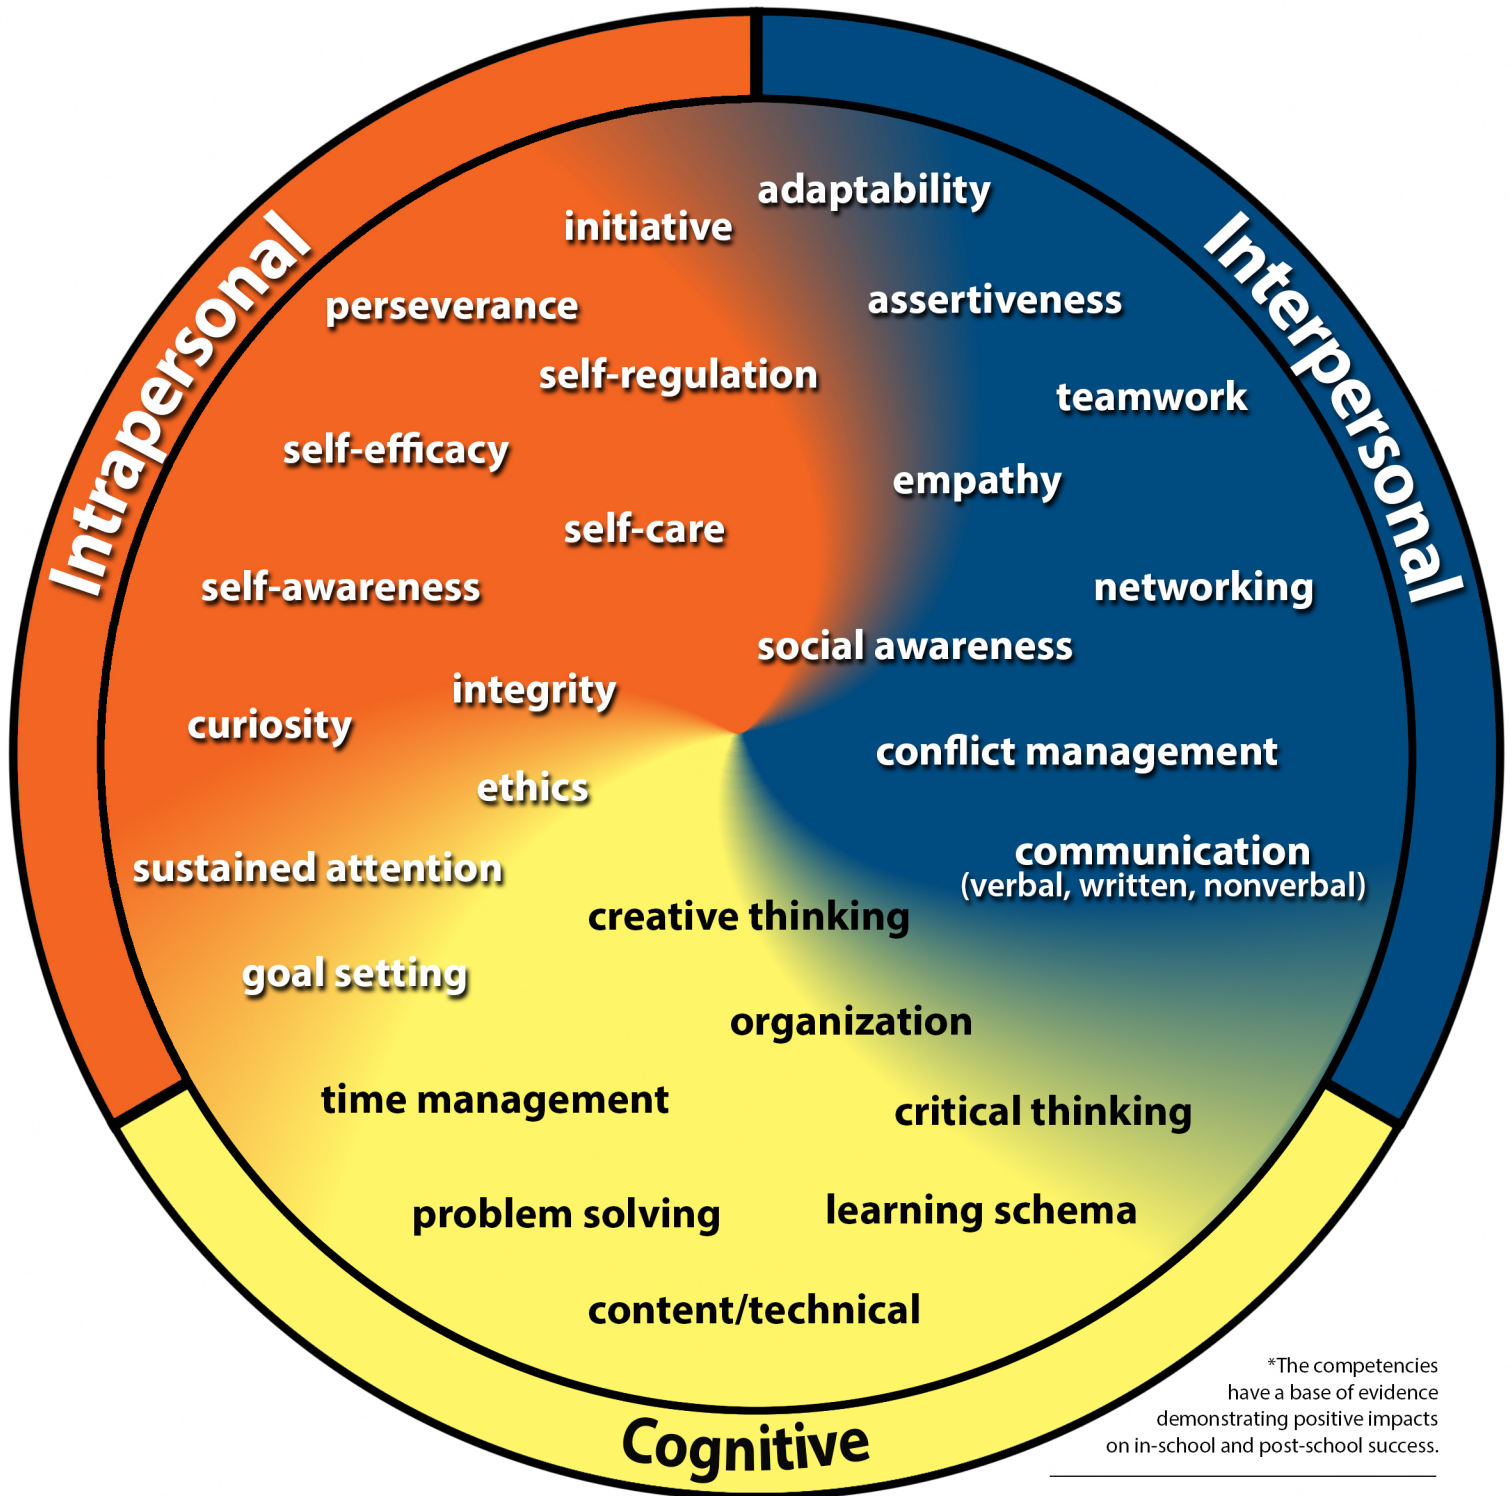 Intrapersonal
Interpersonal
adaptability
initiative
assertiveness
perseverance
self-regulation
teamwork
self-efficacy
empathy
self-care
self-awareness
networking
social awareness
integrity
curiosity
conflict management
ethics
communication
(verbal, written, nonverbal)
sustained attention
creative thinking
goal setting
organization
time management
critical thinking
problem solving
learning schema
content/technical
Cognitive
*The competencies
have a base of evidence
demonstrating positive impacts
on in-school and post-school success.